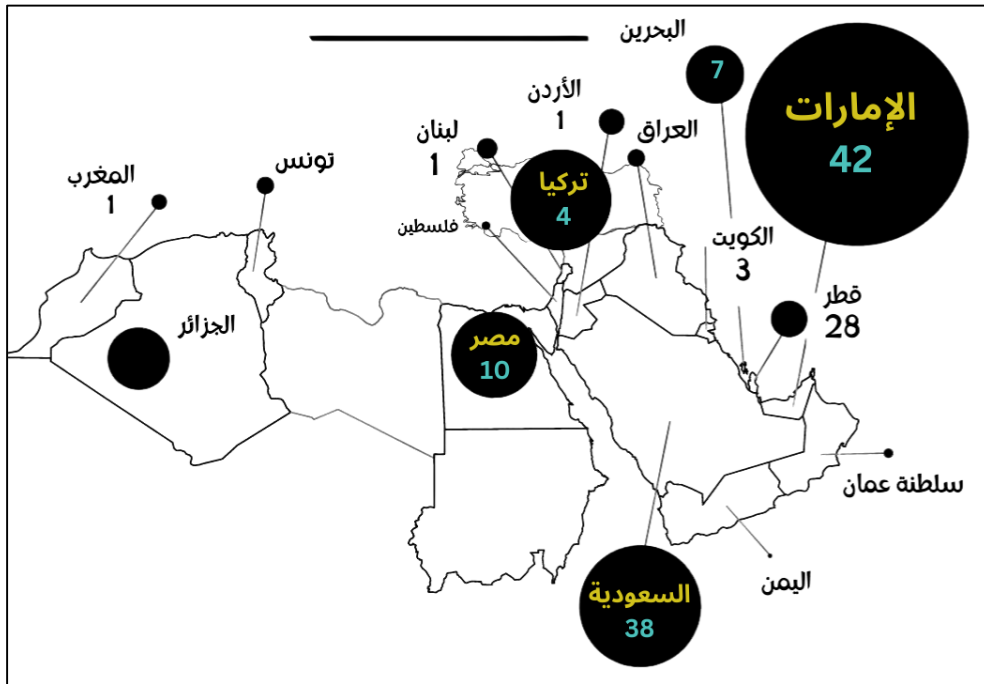 البحرين
7
الإمارات
42
الأردن
1
العراق
لبنان
1
تركيا
4
تونس
المغرب
1
فلسطين
الكويت
3
قطر
28
الجزائر
مصر
10
سلطنة عمان
اليمن
السعودية
38